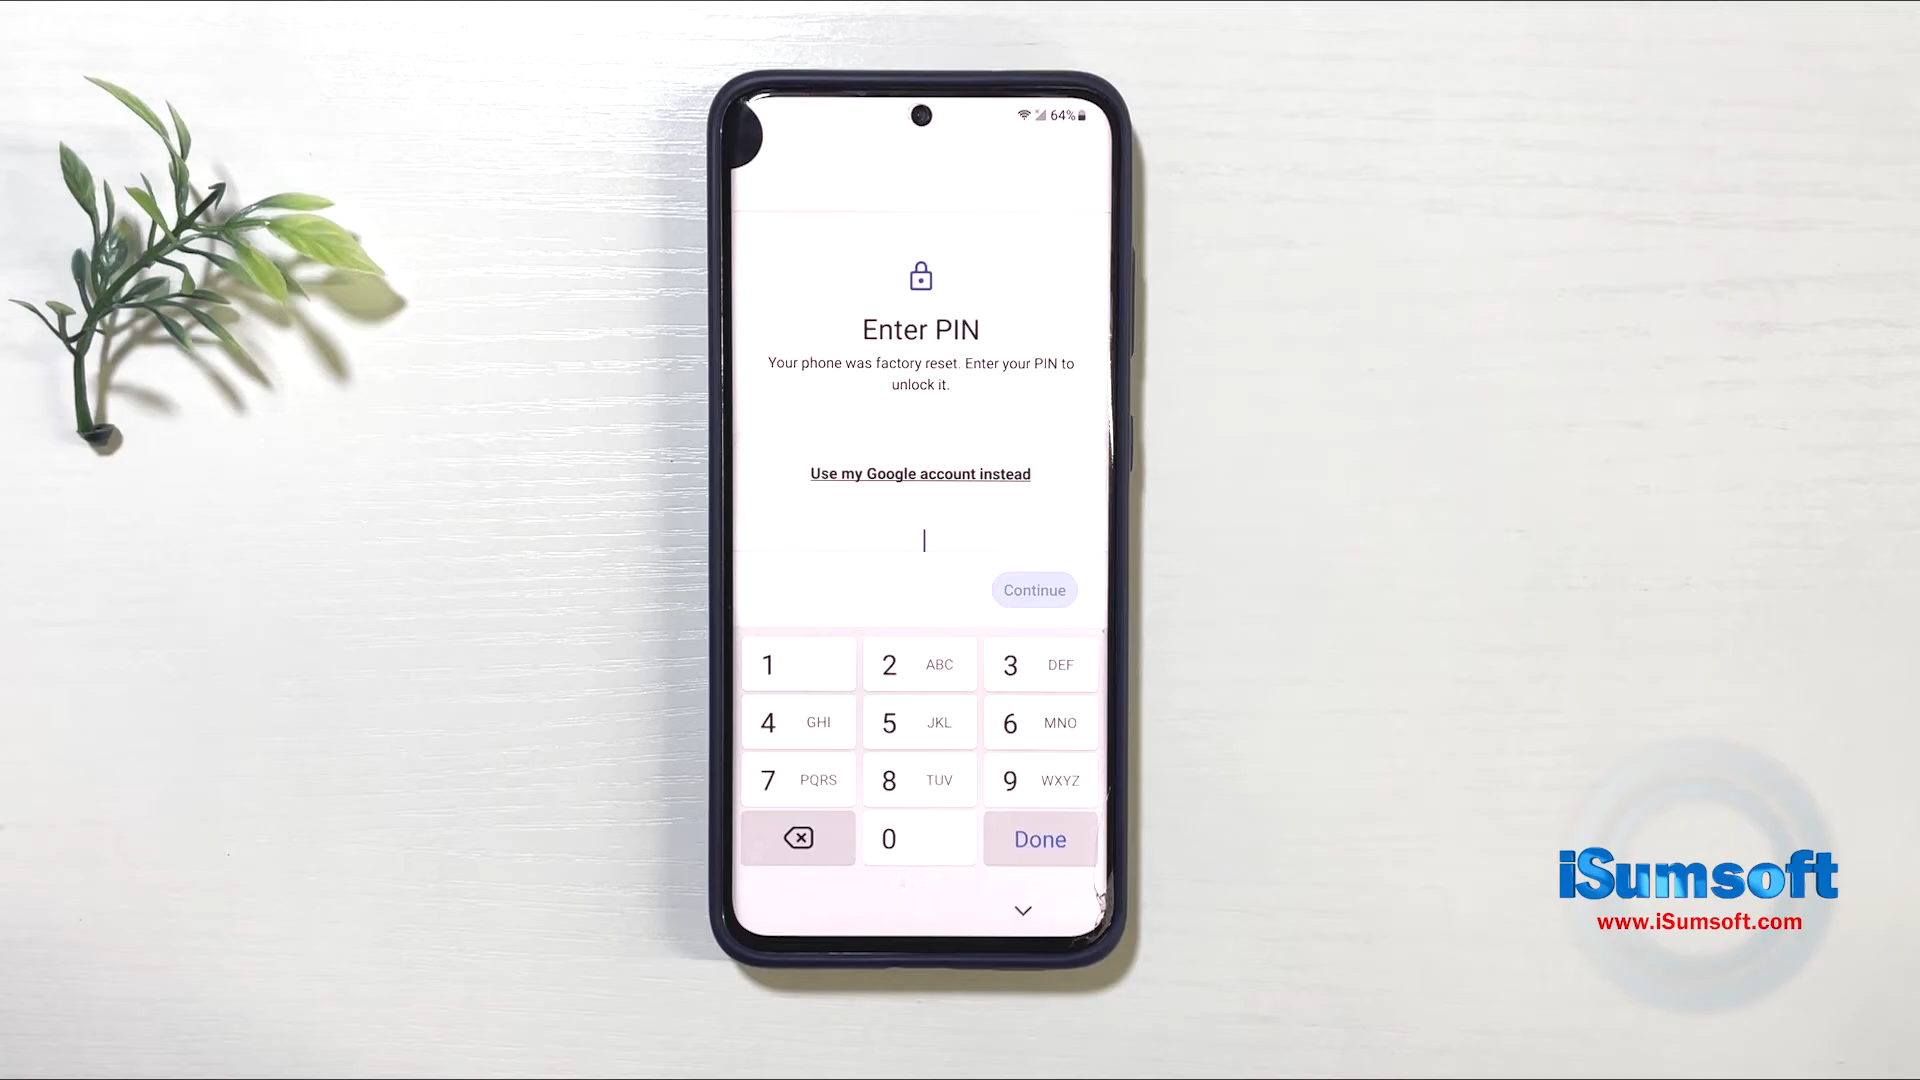 64%
Enter PIN
Your phone was factory reset. Enter your PIN to
unlock it.
Use my Google account instead
Continue
1
2 ABC
3 DEF
4 GHI
5 JKL
6 MNO
7 PQRS
8 TUV
9 WXYZ
0
Done
iSumsoft
www.iSumsoft.com